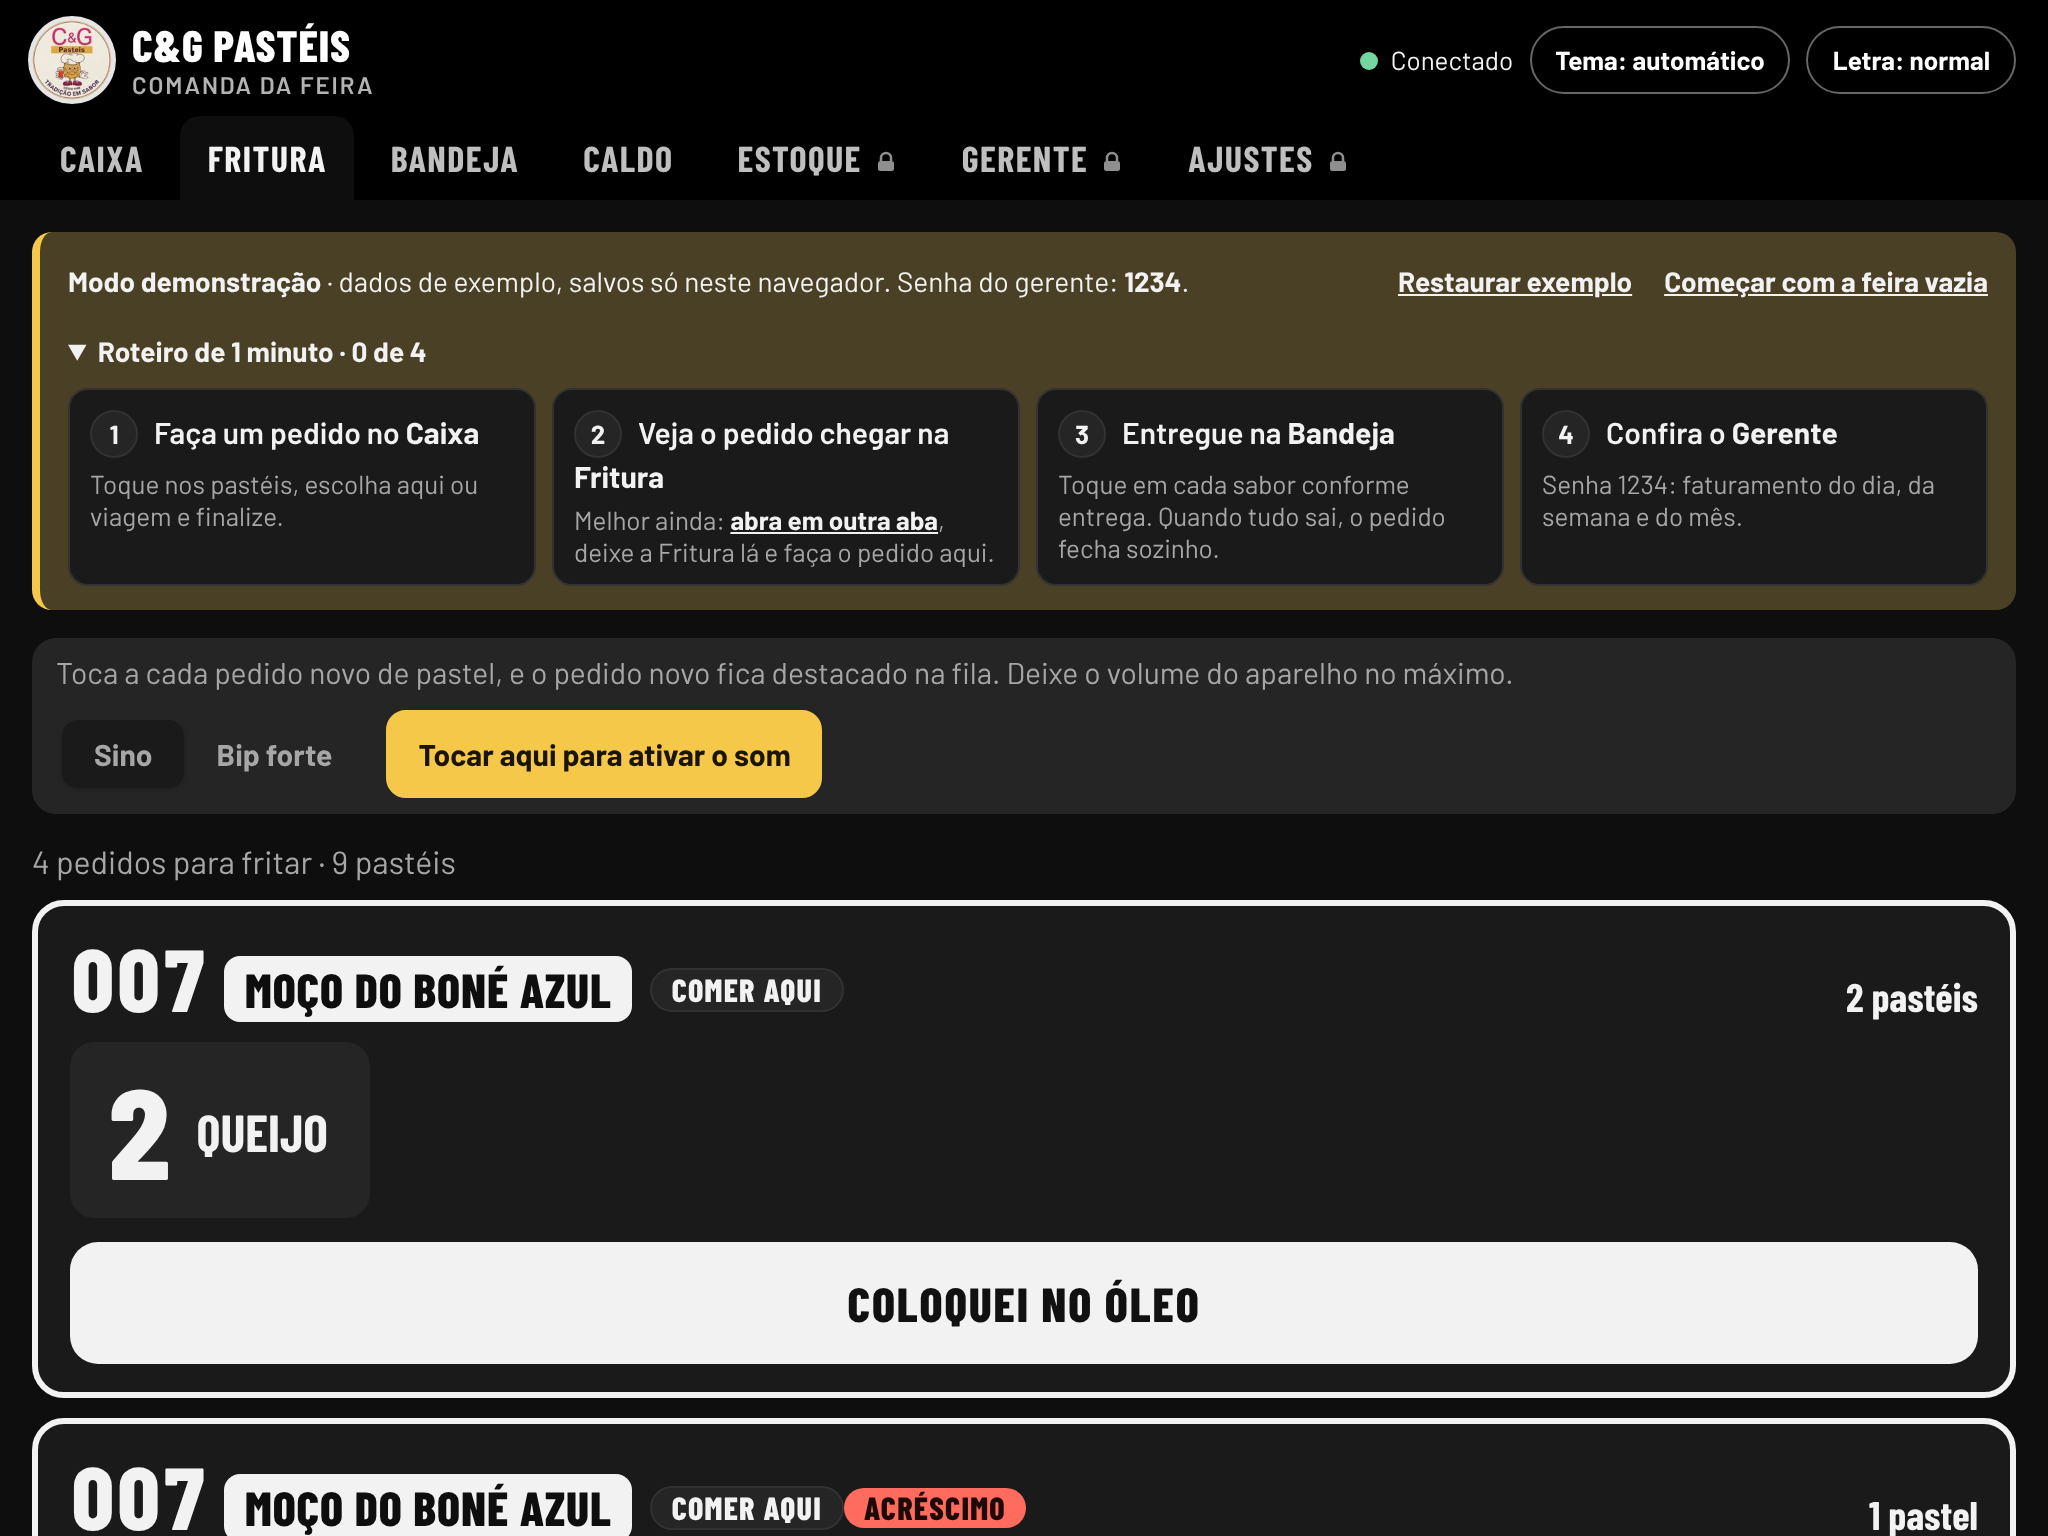 C&G
Pastéis
TRADIÇÃO EM SABOR
C&G PASTÉIS
COMANDA DA FEIRA
Conectado
Tema: automático
Letra: normal
CAIXA
FRITURA
BANDEJA
CALDO
ESTOQUE
GERENTE
AJUSTES
Modo demonstração · dados de exemplo, salvos só neste navegador. Senha do gerente: 1234.
Restaurar exemplo
Começar com a feira vazia
▼ Roteiro de 1 minuto · 0 de 4
1 Faça um pedido no Caixa
Toque nos pastéis, escolha aqui ou
viagem e finalize.
2 Veja o pedido chegar na
Fritura
Melhor ainda: abra em outra aba,
deixe a Fritura lá e faça o pedido aqui.
3 Entregue na Bandeja
Toque em cada sabor conforme
entrega. Quando tudo sai, o pedido
fecha sozinho.
4 Confira o Gerente
Senha 1234: faturamento do dia, da
semana e do mês.
Toca a cada pedido novo de pastel, e o pedido novo fica destacado na fila. Deixe o volume do aparelho no máximo.
Sino
Bip forte
Tocar aqui para ativar o som
4 pedidos para fritar · 9 pastéis
007 MOÇO DO BONÉ AZUL COMER AQUI 2 pastéis
2 QUEIJO
COLOQUEI NO ÓLEO
007 MOÇO DO BONÉ AZUL COMER AQUI ACRÉSCIMO 1 pastel